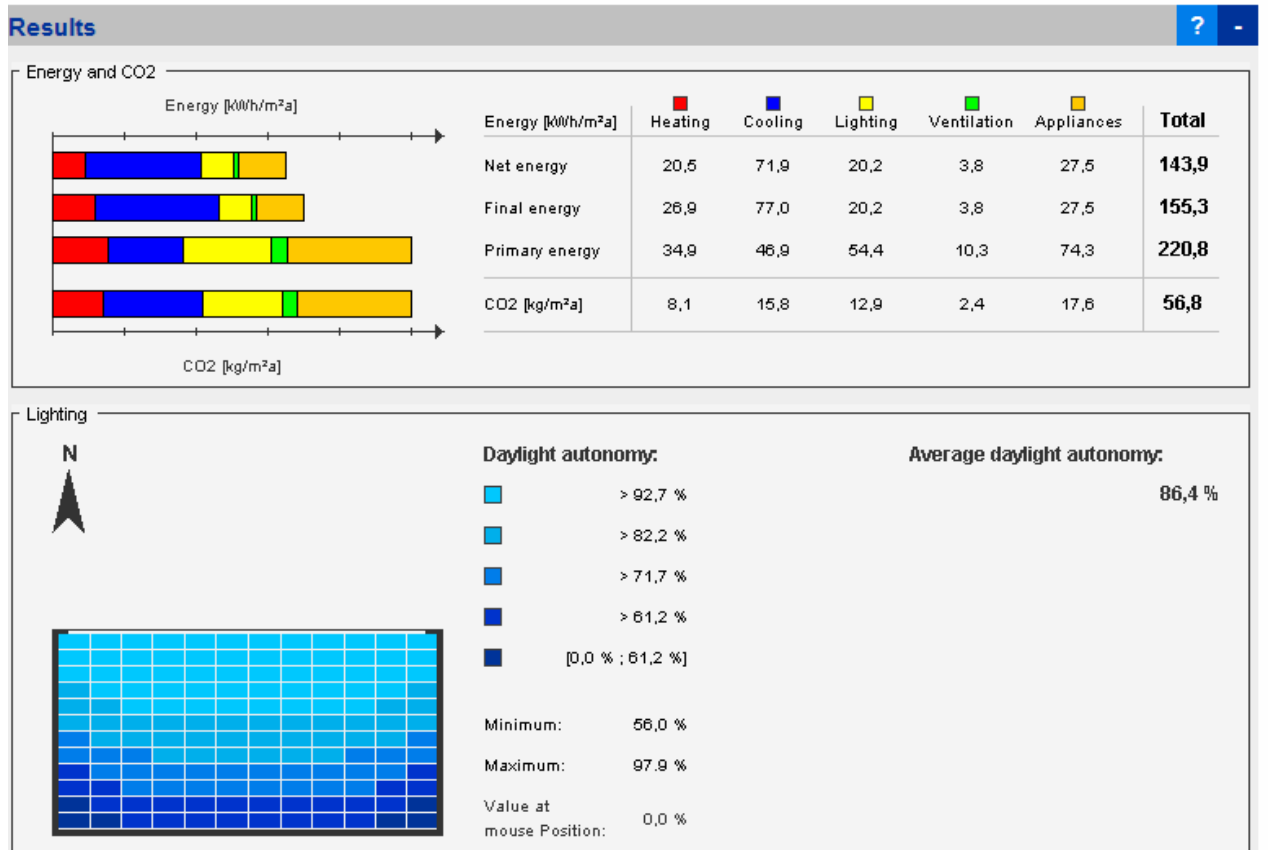 Results ? -
Energy and CO2
Energy [kWh/m²a]
Energy [kWh/m²a] Heating Cooling Lighting Ventilation Appliances Total
Net energy 20,5 71,9 20,2 3,8 27,5 143,9
Final energy 26,9 77,0 20,2 3,8 27,5 155,3
Primary energy 34,9 46,9 54,4 10,3 74,3 220,8
CO2 [kg/m²a] 8,1 15,8 12,9 2,4 17,6 56,8
CO2 [kg/m²a]
Lighting
N
Daylight autonomy:
> 92,7 %
> 82,2 %
> 71,7 %
> 61,2 %
[0,0 % ; 61,2 %]
Minimum: 56,0 %
Maximum: 97.9 %
Value at
mouse Position: 0,0 %
Average daylight autonomy:
86,4 %